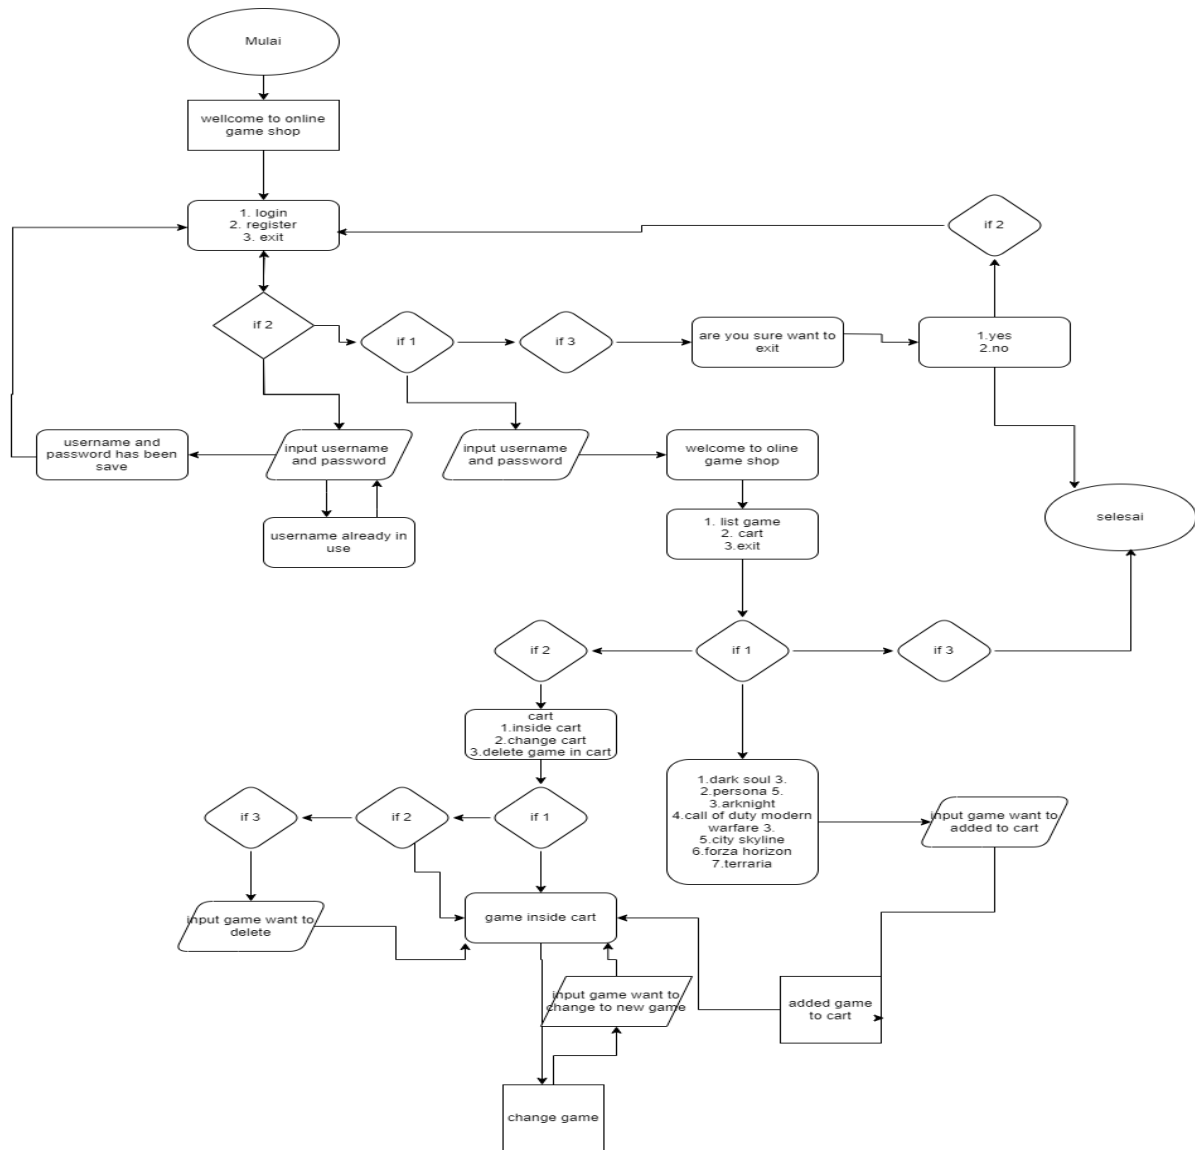 Mulai
wellcome to online
game shop
1. login
2. register
3. exit
if 2
if 2
if 1
if 3
are you sure want to
exit
1.yes
2.no
username and
password has been
save
input username
and password
input username
and password
welcome to oline
game shop
username already in
use
1. list game
2. cart
3.exit
selesai
if 2
if 1
if 3
cart
1.inside cart
2.change cart
3.delete game in cart
1.dark soul 3.
2.persona 5.
3.arknight
4.call of duty modern
warfare 3.
5.city skyline
6.forza horizon
7.terraria
input game want to
added to cart
if 3
if 2
if 1
input game want to
delete
game inside cart
input game want to
change to new game
added game
to cart
change game